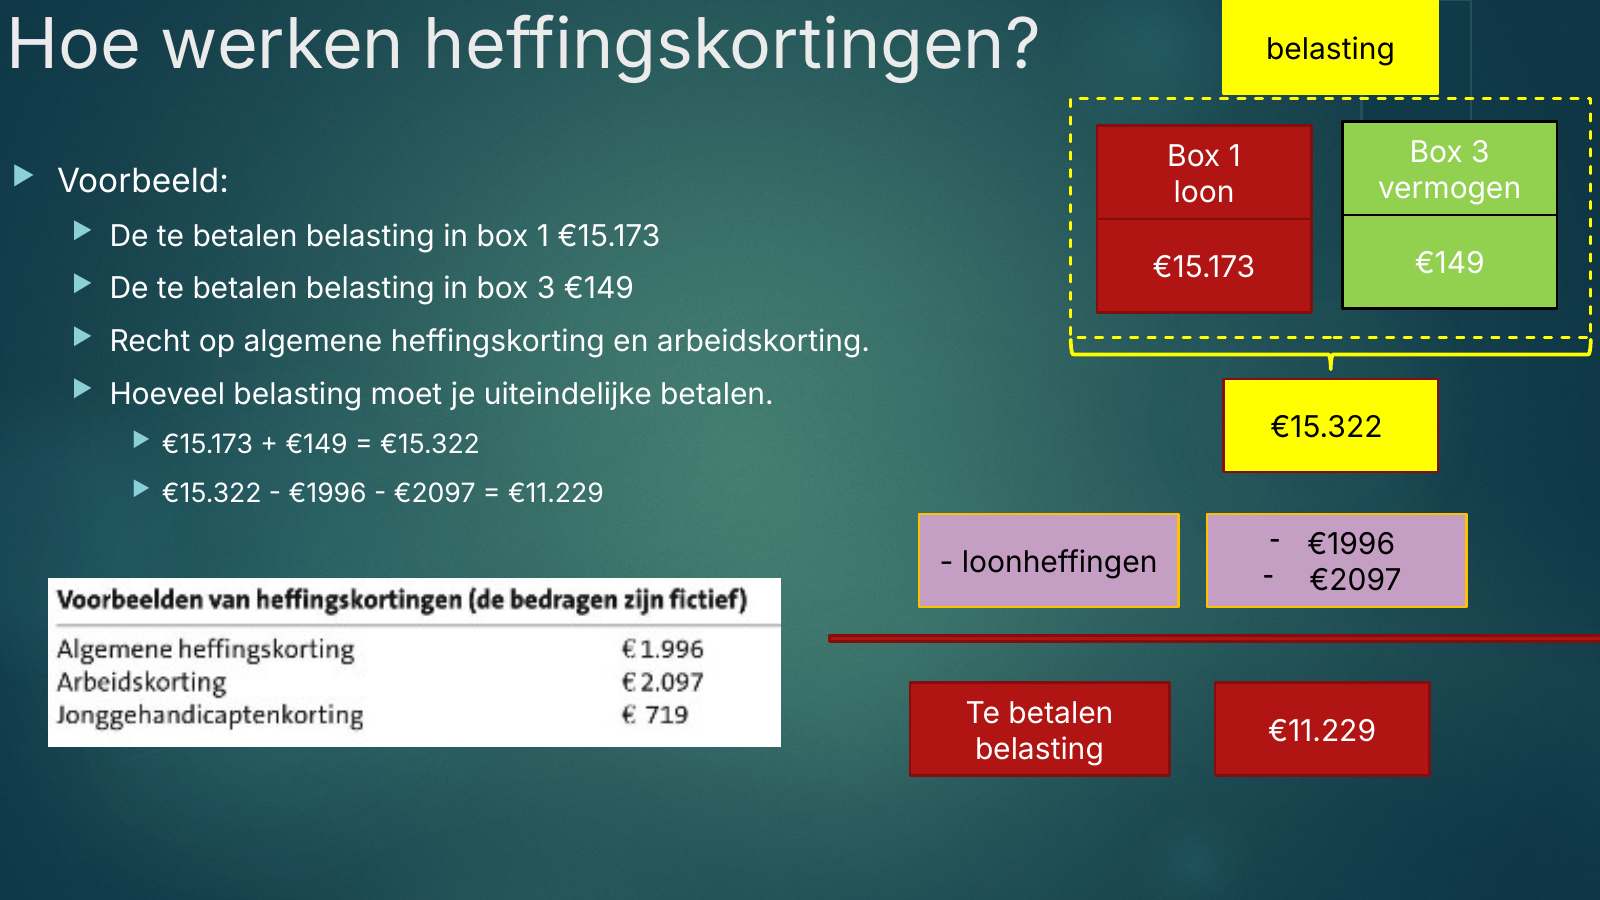 Hoe werken heffingskortingen?
Voorbeeld:
De te betalen belasting in box 1 €15.173
De te betalen belasting in box 3 €149
Recht op algemene heffingskorting en arbeidskorting.
Hoeveel belasting moet je uiteindelijke betalen.
€15.173 + €149 = €15.322
€15.322 - €1996 - €2097 = €11.229
Voorbeelden van heffingskortingen (de bedragen zijn fictief)
Algemene heffingskorting € 1.996
Arbeidskorting € 2.097
Jonggehandicaptenkorting € 719
belasting
Box 1
loon
€15.173
Box 3
vermogen
€149
€15.322
- loonheffingen
- €1996
- €2097
Te betalen
belasting
€11.229